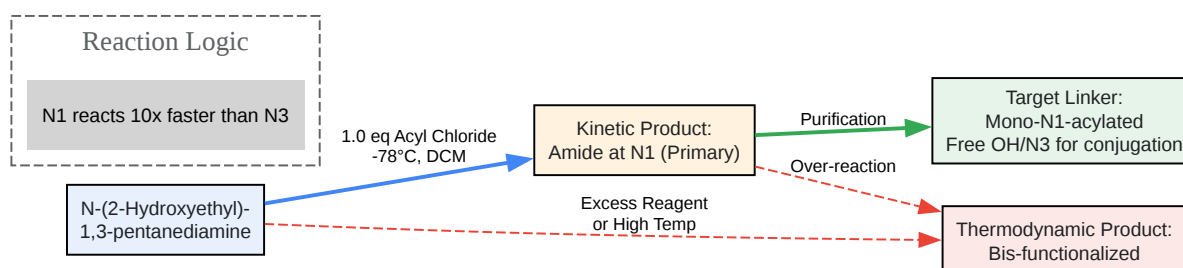 Reaction Logic
N1 reacts 10x faster than N3
N-(2-Hydroxyethyl)-
1,3-pentanediamine
1.0 eq Acyl Chloride
-78°C, DCM
Kinetic Product:
Amide at N1 (Primary)
Purification
Over-reaction
Excess Reagent
or High Temp
Target Linker:
Mono-N1-acylated
Free OH/N3 for conjugation
Thermodynamic Product:
Bis-functionalized